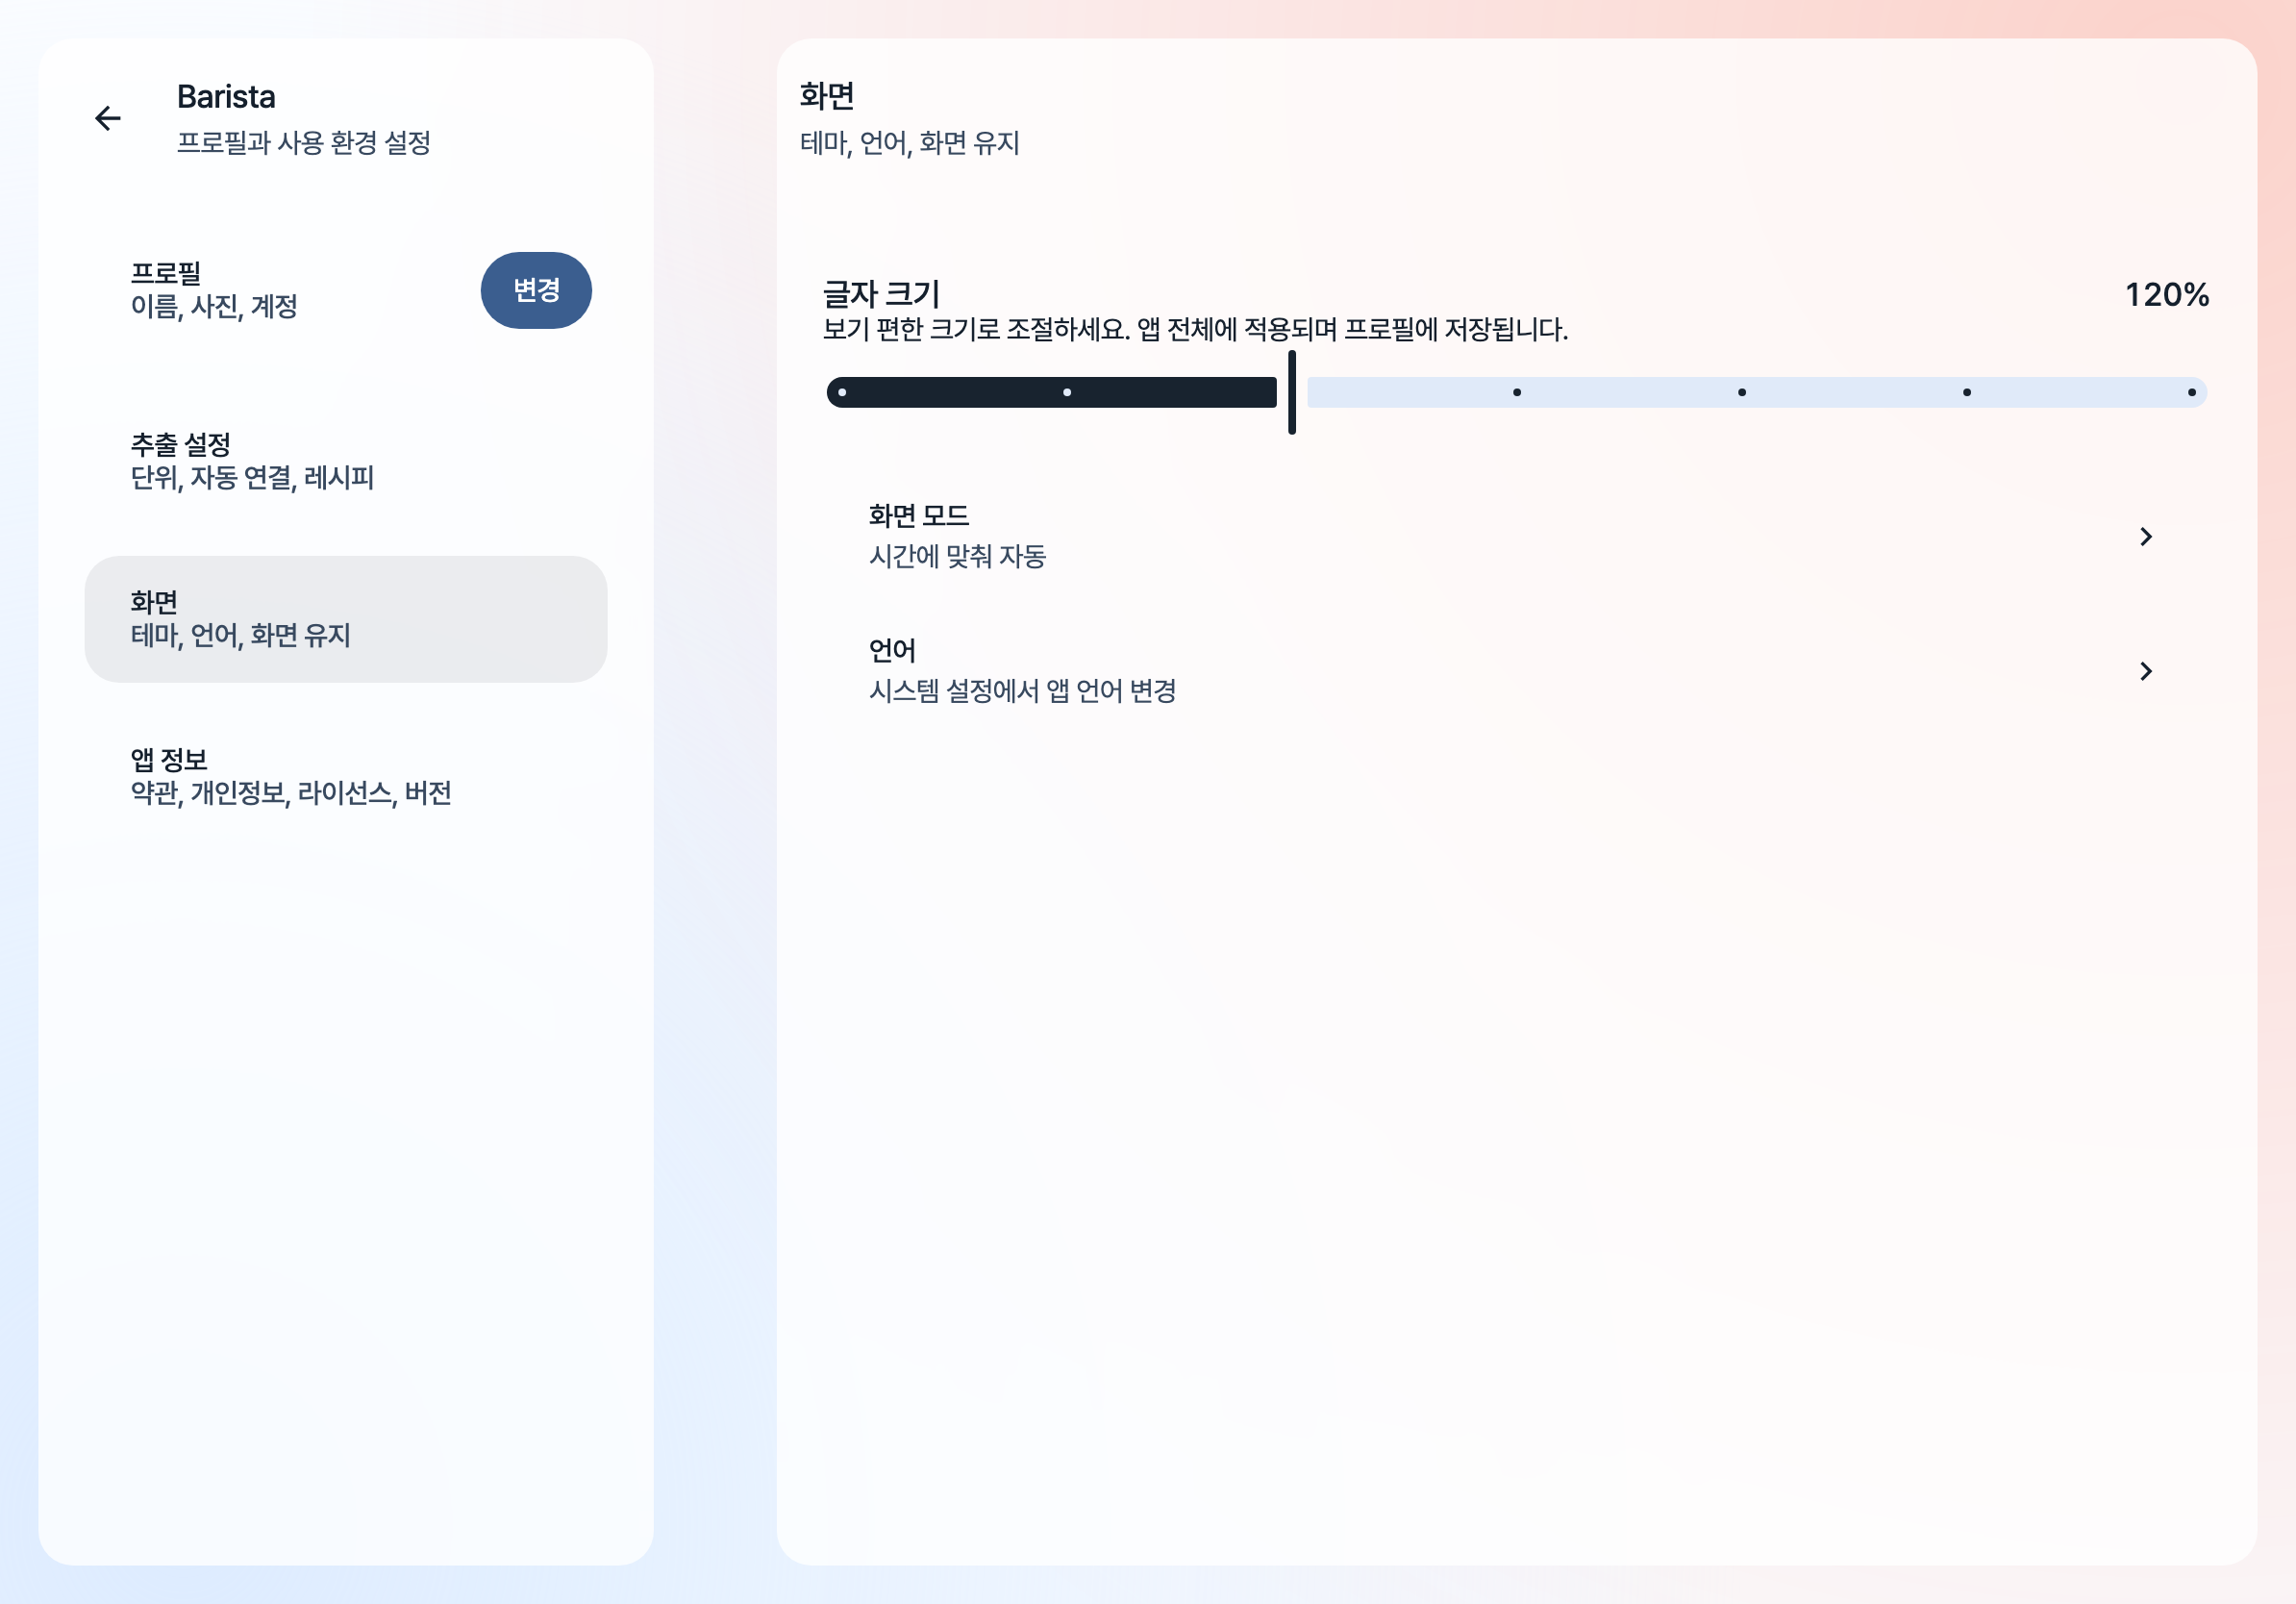 Barista
프로필과 사용 환경 설정
프로필
이름, 사진, 계정
변경
추출 설정
단위, 자동 연결, 레시피
화면
테마, 언어, 화면 유지
앱 정보
약관, 개인정보, 라이선스, 버전
화면
테마, 언어, 화면 유지
글자 크기
120%
보기 편한 크기로 조절하세요. 앱 전체에 적용되며 프로필에 저장됩니다.
화면 모드
시간에 맞춰 자동
언어
시스템 설정에서 앱 언어 변경